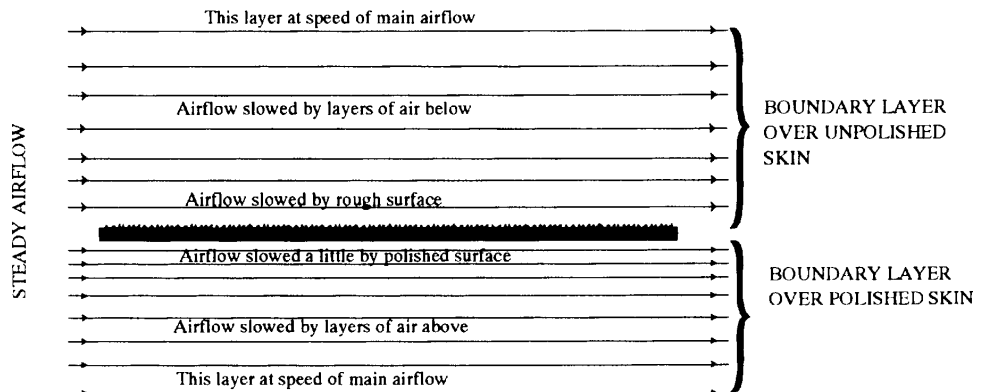 This layer at speed of main airflow
Airflow slowed by layers of air below
Airflow slowed by rough surface
STEADY AIRFLOW
BOUNDARY LAYER
OVER UNPOLISHED
SKIN
Airflow slowed a little by polished surface
Airflow slowed by layers of air above
This layer at speed of main airflow
BOUNDARY LAYER
OVER POLISHED SKIN